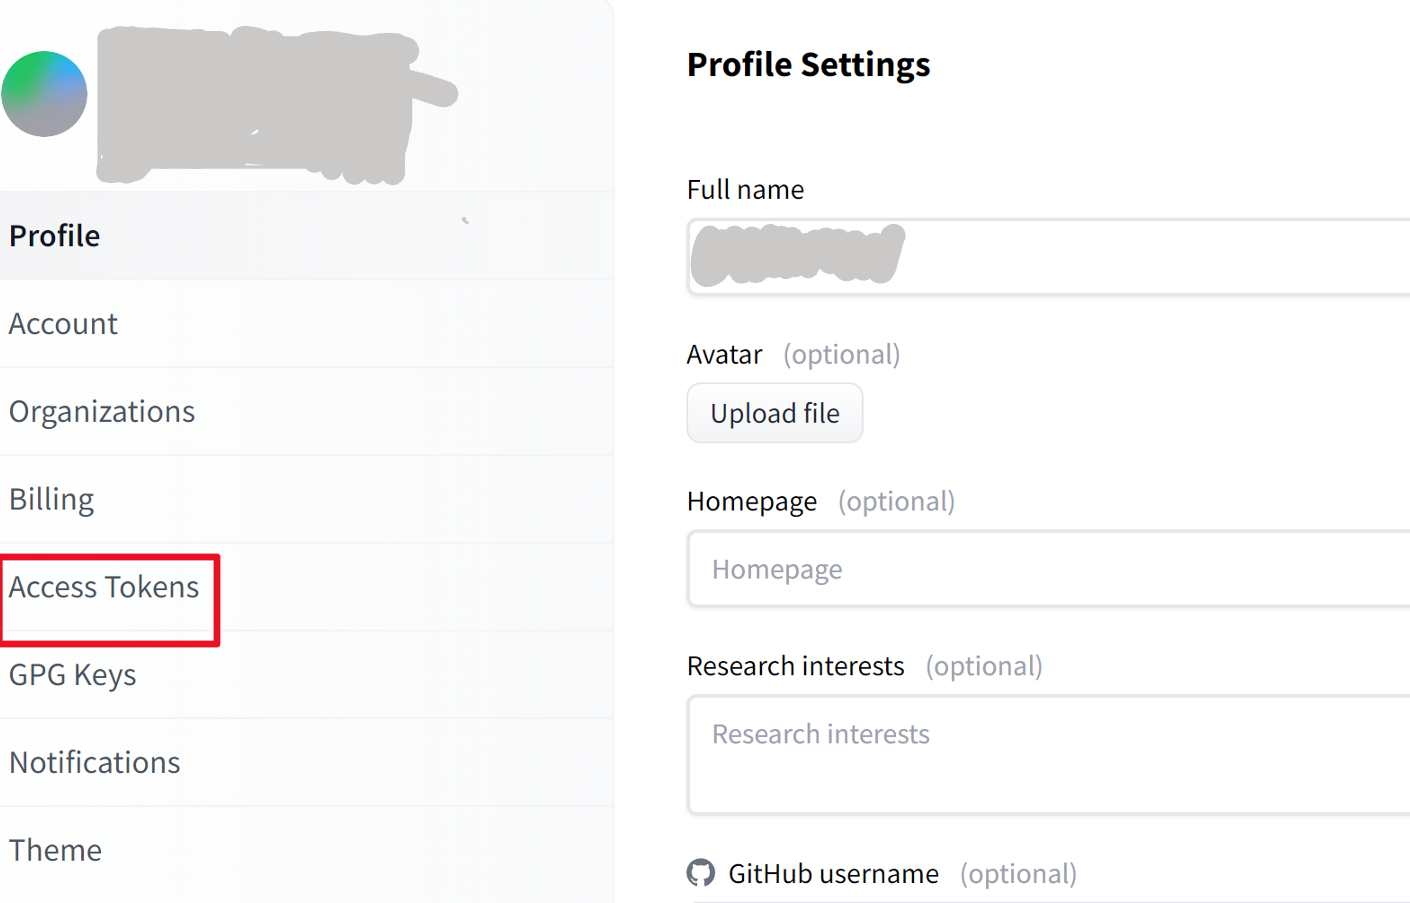 Profile
Account
Organizations
Billing
Access Tokens
GPG Keys
Notifications
Theme
Profile Settings
Full name
Avatar (optional)
Upload file
Homepage (optional)
Homepage
Research interests (optional)
Research interests
GitHub username (optional)